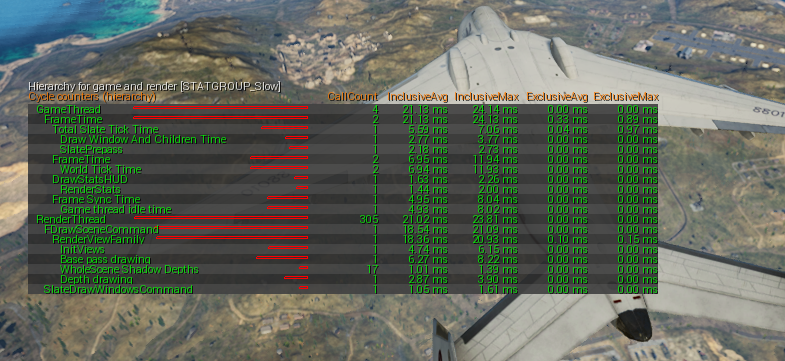 Hierarchy for game and render [STATGROUP_Slow]
Cycle counters (hierarchy) CallCount InclusiveAvg InclusiveMax ExclusiveAvg ExclusiveMax
GameThread 4 21.13 ms 24.14 ms 0.00 ms 0.00 ms
FrameTime 2 21.13 ms 24.13 ms 0.33 ms 0.89 ms
Total Slate Tick Time 1 5.59 ms 7.06 ms 0.04 ms 0.97 ms
Draw Window And Children Time 1 2.77 ms 3.77 ms 0.00 ms 0.00 ms
SlatePrepass 1 2.18 ms 2.73 ms 0.00 ms 0.00 ms
FrameTime 2 6.95 ms 11.94 ms 0.00 ms 0.00 ms
World Tick Time 2 6.94 ms 11.93 ms 0.00 ms 0.00 ms
DrawStatsHUD 1 1.63 ms 2.26 ms 0.00 ms 0.00 ms
RenderStats 1 1.44 ms 2.00 ms 0.00 ms 0.00 ms
Frame Sync Time 1 4.95 ms 8.04 ms 0.00 ms 0.00 ms
Game thread idle time 1 4.93 ms 8.02 ms 0.00 ms 0.00 ms
RenderThread 305 21.02 ms 23.81 ms 0.00 ms 0.00 ms
FDrawSceneCommand 1 18.54 ms 21.09 ms 0.00 ms 0.00 ms
RenderViewFamily 1 18.36 ms 20.93 ms 0.10 ms 0.15 ms
InitViews 1 4.74 ms 6.15 ms 0.00 ms 0.00 ms
Base pass drawing 1 6.27 ms 8.22 ms 0.00 ms 0.00 ms
WholeScene Shadow Depths 17 1.01 ms 1.39 ms 0.00 ms 0.00 ms
Depth drawing 1 2.87 ms 3.90 ms 0.00 ms 0.00 ms
SlateDrawWindowsCommand 1 1.05 ms 1.61 ms 0.00 ms 0.00 ms